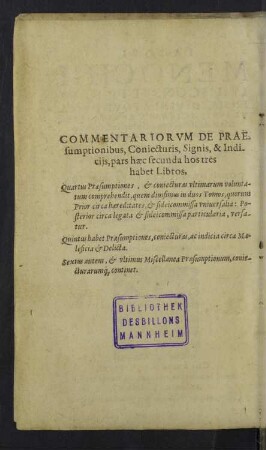 COMMENTARIORVM DE PRAE-
sumptionibus, Coniecturis, Signis, & Indi-
cijs, pars hæc secunda hos tres
habet Libros.
Quartus Præsumptiones, & coniecturas vltimarum volunta-
tum comprehendit, quem diuisimus in duos Tomos, quorum
Prior circa hæreditates, & fideicommissa vniuersalia: Po-
sterior circa legata & fideicommissa particularia, versa-
tur.
Quintus habet Præsumptiones, coniecturas, ac indicia circa Ma-
leficia & Delicta.
Sextus autem, & vltimus Miscellanea Præsumptionum, conie-
cturarumq; continet.
BIBLIOTHEK
DESBILLONS
MANNHEIM